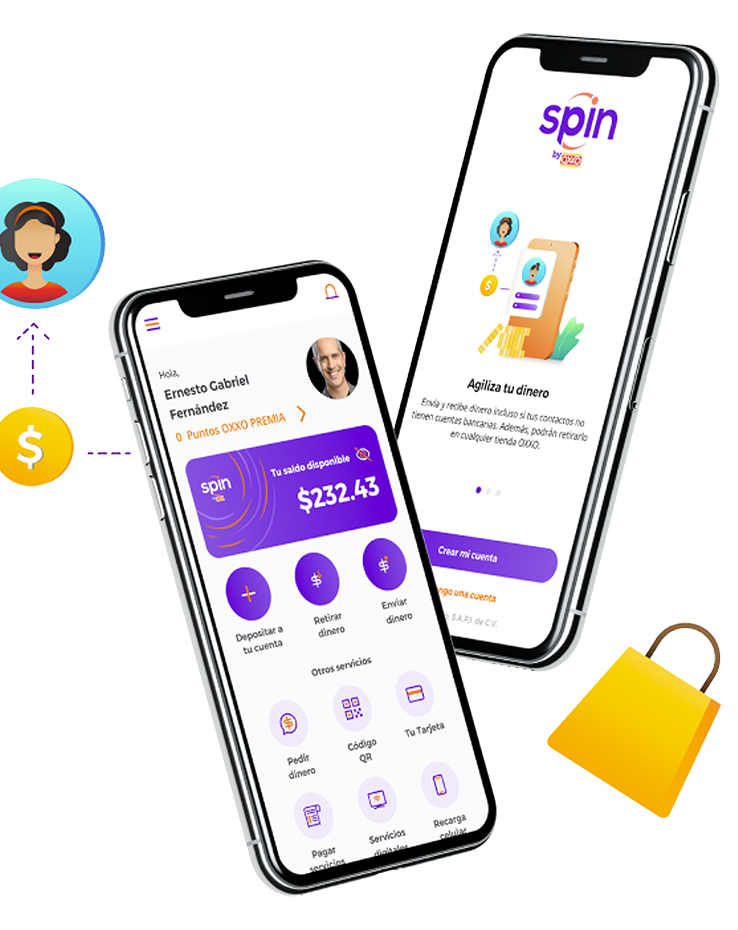 spin
by OXXO
Agiliza tu dinero
Envía y recibe dinero incluso si tus contactos no
tienen cuentas bancarias. Además, podrán retirarlo
en cualquier tienda OXXO.
Crear mi cuenta
una cuenta
S.A.P.I. de C.V.
$
$
Hola,
Ernesto Gabriel
Fernández
0 Puntos OXXO PREMIA
spin
Tu saldo disponible
$232.43
Depositar a
tu cuenta
Retirar
dinero
Enviar
dinero
Otros servicios
Pedir
dinero
Código
QR
Tu Tarjeta
Pagar
servicios
Servicios
digitales
Recarga
celular